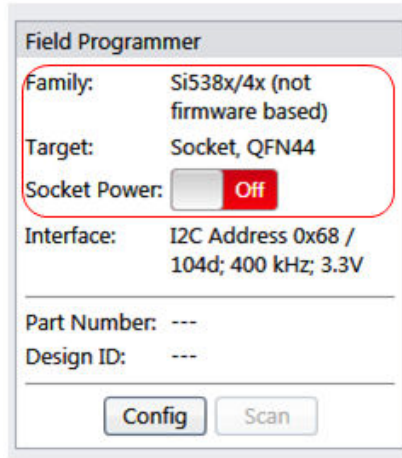 Field Programmer
Family: Si538x/4x (not
firmware based)
Target: Socket, QFN44
Socket Power: Off
Interface: I2C Address 0x68 /
104d; 400 kHz; 3.3V
Part Number: ---
Design ID: ---
Config Scan